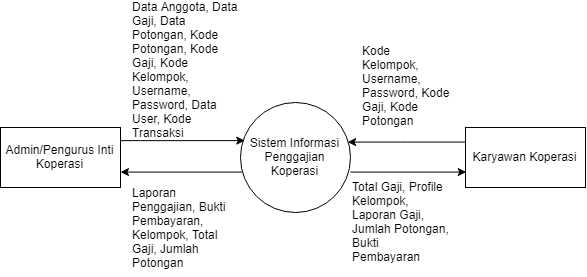 Data Anggota, Data
Gaji, Data
Potongan, Kode
Potongan, Kode
Gaji, Kode
Kelompok,
Username,
Password, Data
User, Kode
Transaksi
Kode
Kelompok,
Username,
Password, Kode
Gaji, Kode
Potongan
Admin/Pengurus Inti
Koperasi
Sistem Informasi
Penggajian
Koperasi
Karyawan Koperasi
Laporan
Penggajian, Bukti
Pembayaran,
Kelompok, Total
Gaji, Jumlah
Potongan
Total Gaji, Profile
Kelompok,
Laporan Gaji,
Jumlah Potongan,
Bukti
Pembayaran